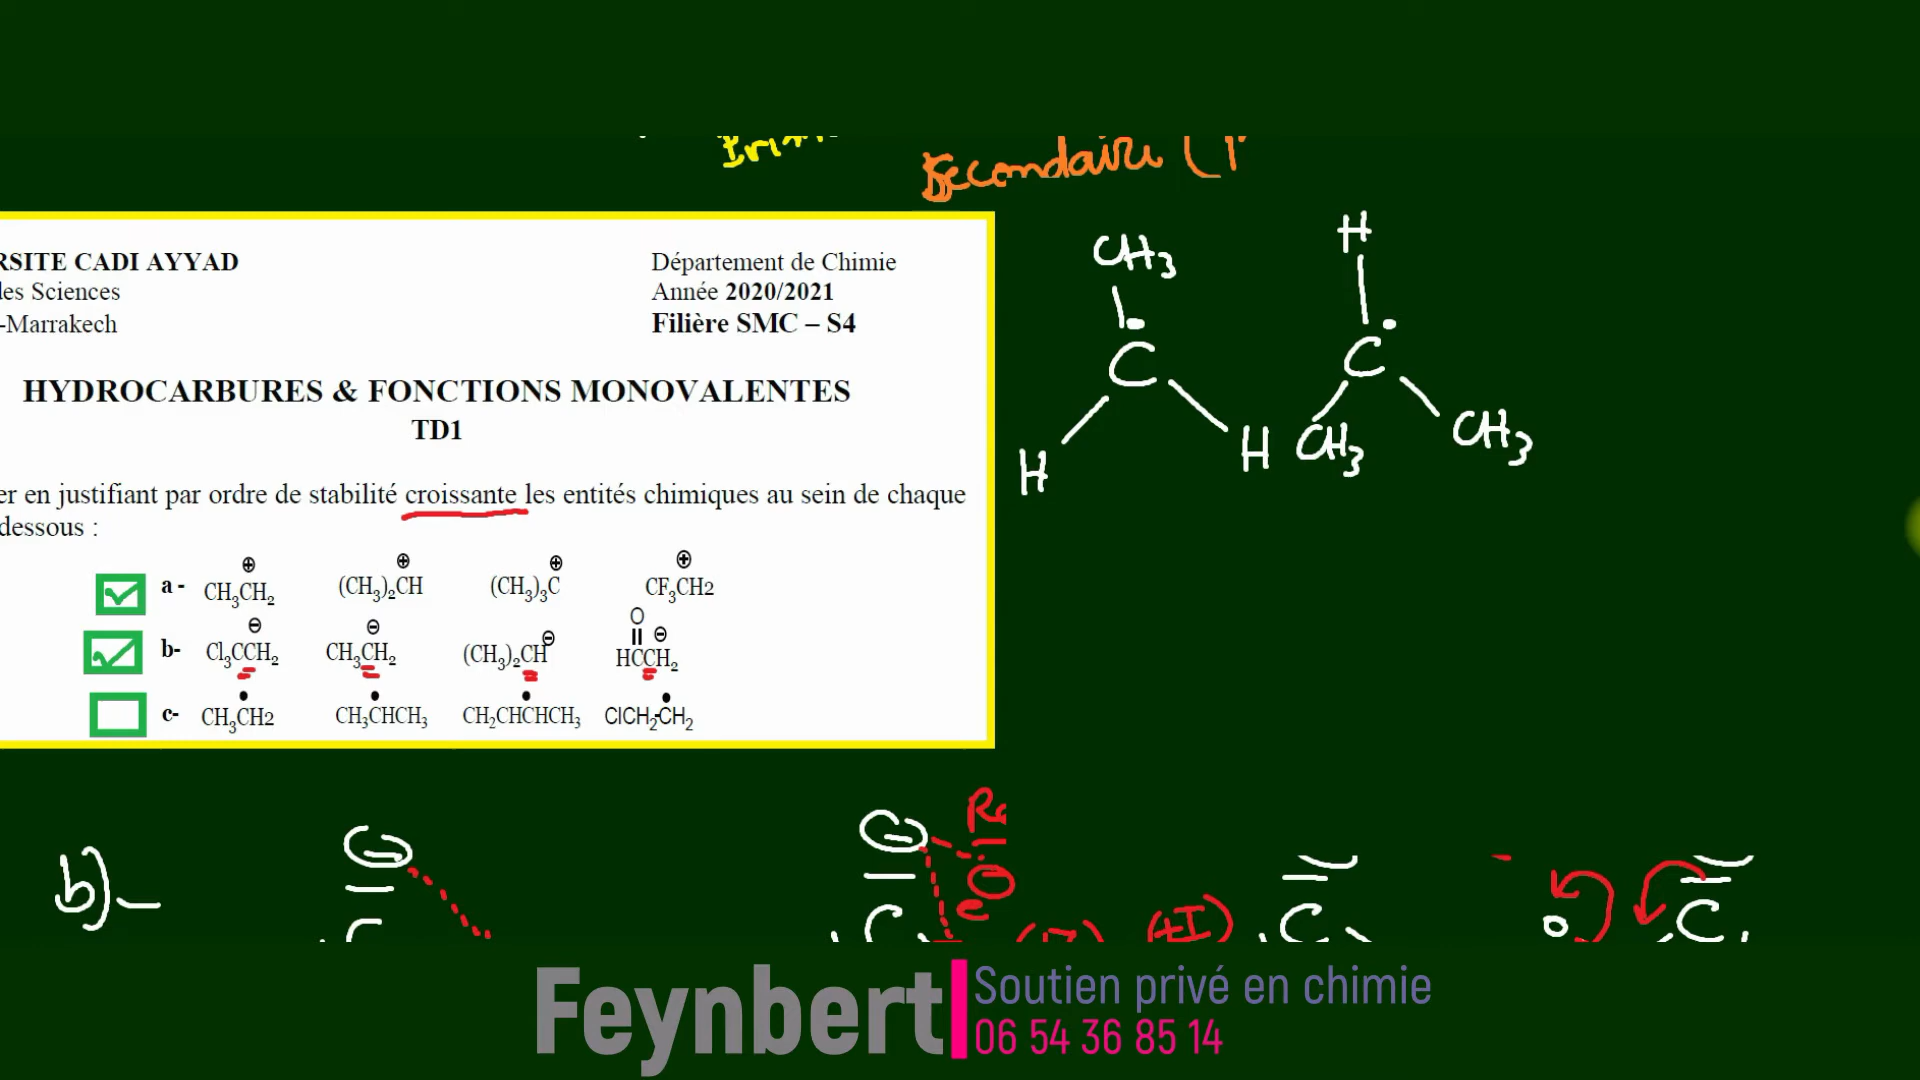 Secondaire (
RSITE CADI AYYAD
les Sciences
-Marrakech
Département de Chimie
Année 2020/2021
Filière SMC – S4
HYDROCARBURES & FONCTIONS MONOVALENTES
TD1
er en justifiant par ordre de stabilité croissante les entités chimiques au sein de chaque
dessous :
a - CH₃CH₂ ⊕ (CH₃)₂CH ⊕ (CH₃)₃C ⊕ CF₃CH2 ⊕
b- Cl₃CCH₂ ⊖ CH₃CH₂ ⊖ (CH₃)₂CH ⊖ HCCH₂ ⊖ O
c- CH₃CH2 • CH₃CHCH₃ • CH₂CHCHCH₃ • ClCH₂-CH₂ •
CH₃
C
H H
H
C
CH₃ CH₃
b)-
C
C
e⊖
(+I)
C
C
Feynbert
Soutien privé en chimie
06 54 36 85 14